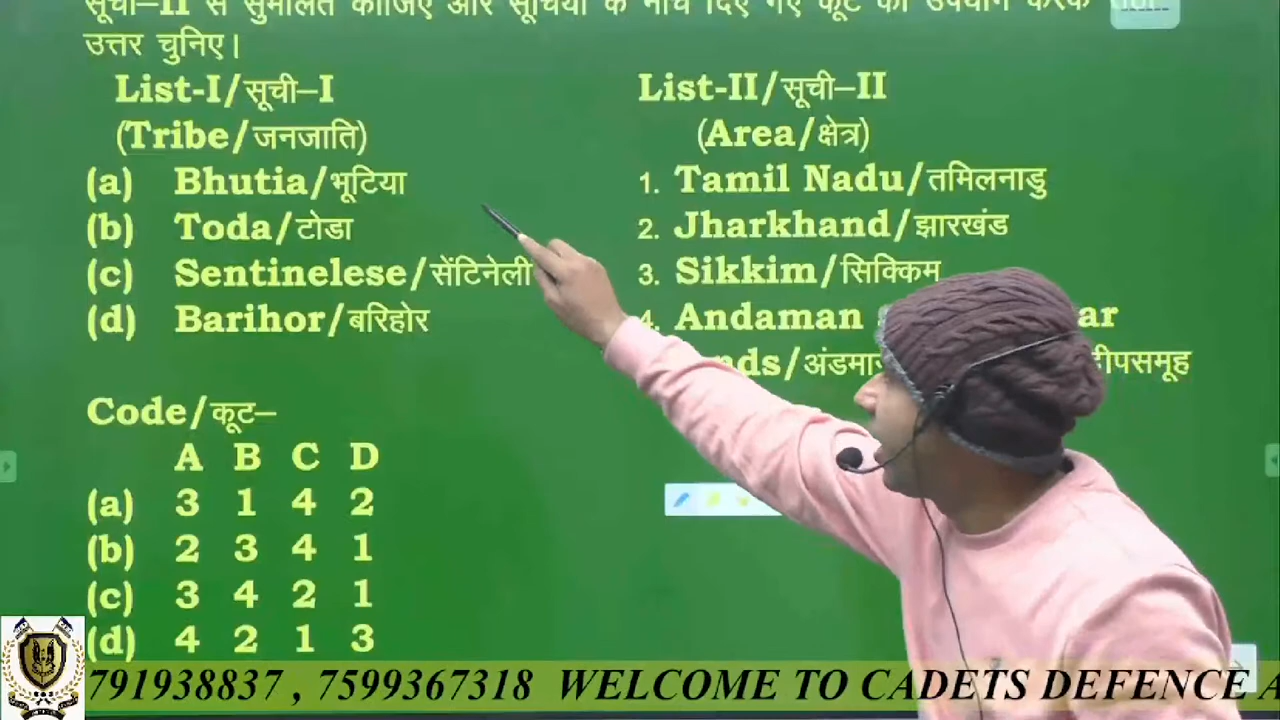 उत्तर चुनिए।
List-I/सूची–I
(Tribe/जनजाति)
(a) Bhutia/भूटिया
(b) Toda/टोडा
(c) Sentinelese/सेंटिनेली
(d) Barihor/बरिहोर
List-II/सूची–II
(Area/क्षेत्र)
1. Tamil Nadu/तमिलनाडु
2. Jharkhand/झारखंड
3. Sikkim/सिक्किम
4. Andaman
Code/कूट–
A B C D
(a) 3 1 4 2
(b) 2 3 4 1
(c) 3 4 2 1
(d) 4 2 1 3
791938837 , 7599367318 WELCOME TO CADETS DEFENCE A